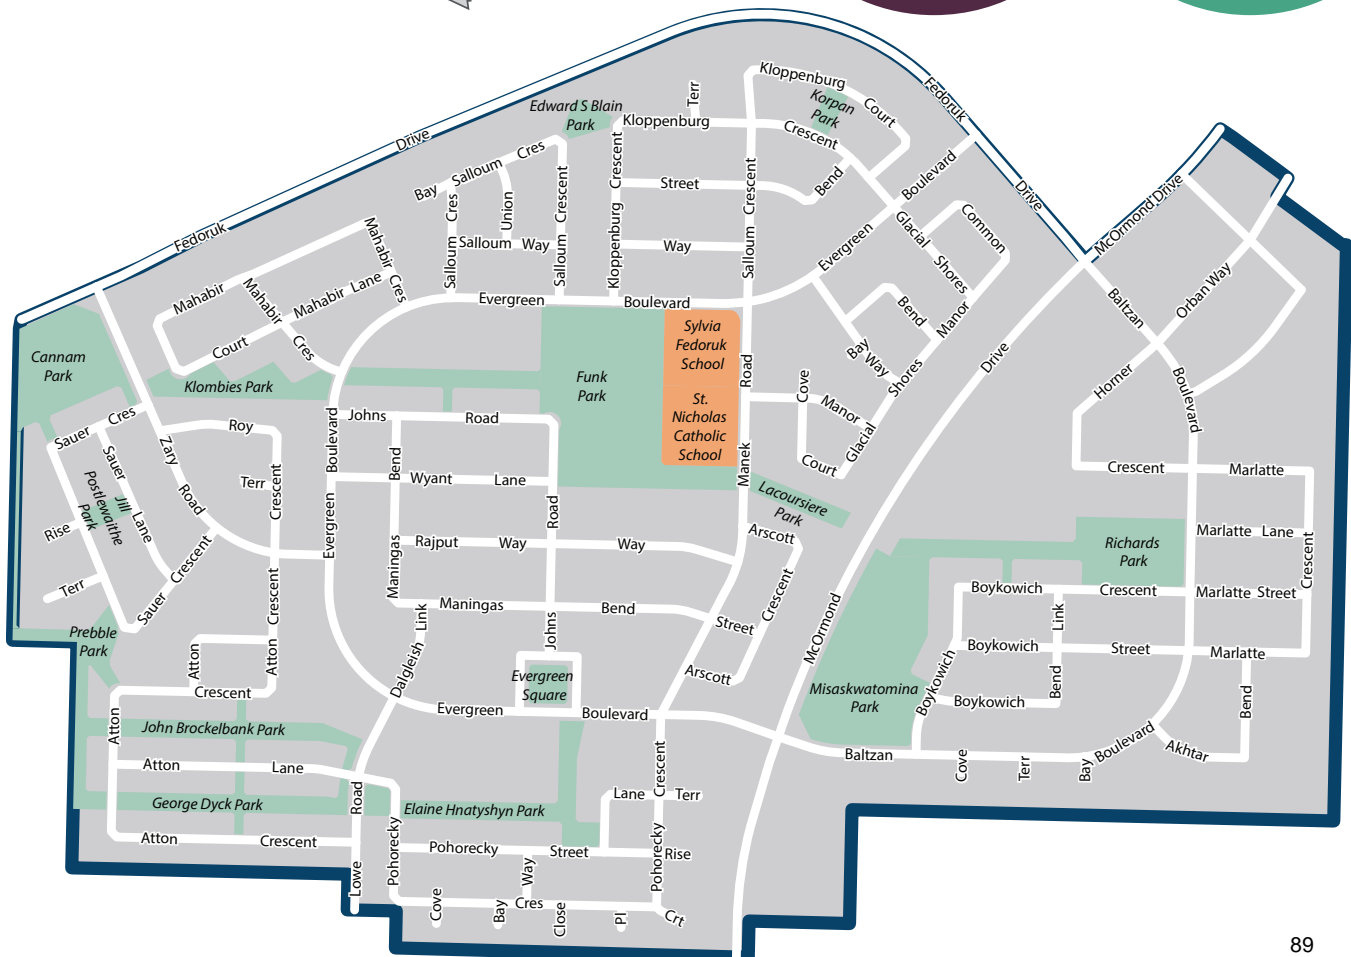 Kloppenburg
Court
Korpan
Park
Fedoruk
Terr
Edward S Blain
Park
Kloppenburg
Crescent
Drive
Salloum Cres
Bay
Kloppenburg Crescent
Street
Bend
Boulevard
Drive
McOrmond Drive
Salloum Cres
Union
Salloum Crescent
Salloum Crescent
Glacial
Shores
Common
Fedoruk
Mahabir Cres
Salloum Way
Way
Evergreen
Orban Way
Mahabir
Mahabir
Cres
Mahabir Lane
Evergreen
Boulevard
Bend
Manor
Baltzan
Boulevard
Court
Sylvia
Fedoruk
School
Bay
Way
Shores
Drive
Cannam
Park
Klombies Park
Funk
Park
Road
Cove
Manor
Horner
St.
Nicholas
Catholic
School
Sauer Cres
Zary
Road
Roy
Boulevard
Johns
Road
Glacial
Court
Sauer
Lane
Jill
Postlewaithe
Park
Terr
Crescent
Bend
Wyant
Lane
Manek
Crescent
Marlatte
Lacoursiere
Park
Rise
Evergreen
Road
Rajput
Way
Way
Arscott
Crescent
Marlatte Lane
Crescent
Richards
Park
Terr
Sauer
Crescent
Crescent
Maningas
Maningas
Bend
Boykowich
Crescent
Marlatte Street
Link
Prebble
Park
Link
Johns
Street
McOrmond
Boykowich
Street
Marlatte
Atton
Atton
Dalgleish
Evergreen
Square
Arscott
Crescent
Misaskwatomina
Park
Boykowich
Boykowich
Bend
Bend
Atton
Evergreen
Boulevard
John Brockelbank Park
Crescent
Baltzan
Cove
Terr
Bay
Boulevard
Akhtar
Atton
Lane
Road
Lane
Terr
George Dyck Park
Elaine Hnatyshyn Park
Atton
Crescent
Pohorecky
Pohorecky
Street
Pohorecky
Rise
Lowe
Cove
Bay
Way
Cres
Close
Pl
Crt
89